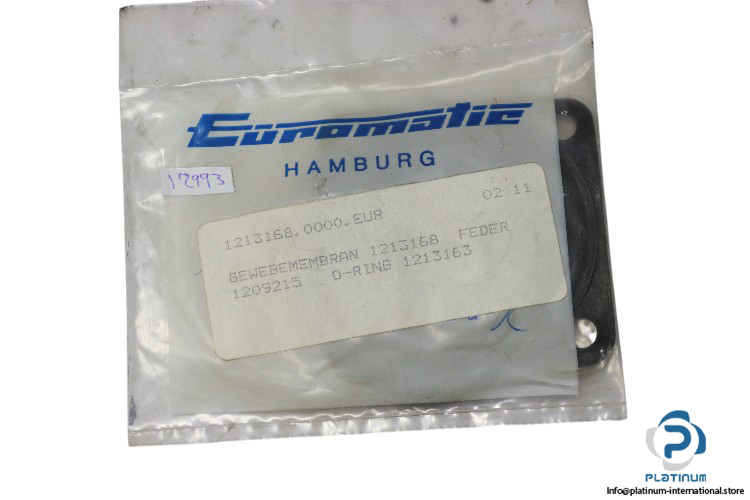 Euromatic
HAMBURG
12993
1213168.0000.EUR 02 11
GEWEBEMEMBRAN 1213168 FEDER
1209215 O-RING 1213163
PLATINUM
Info@platinum-international.store